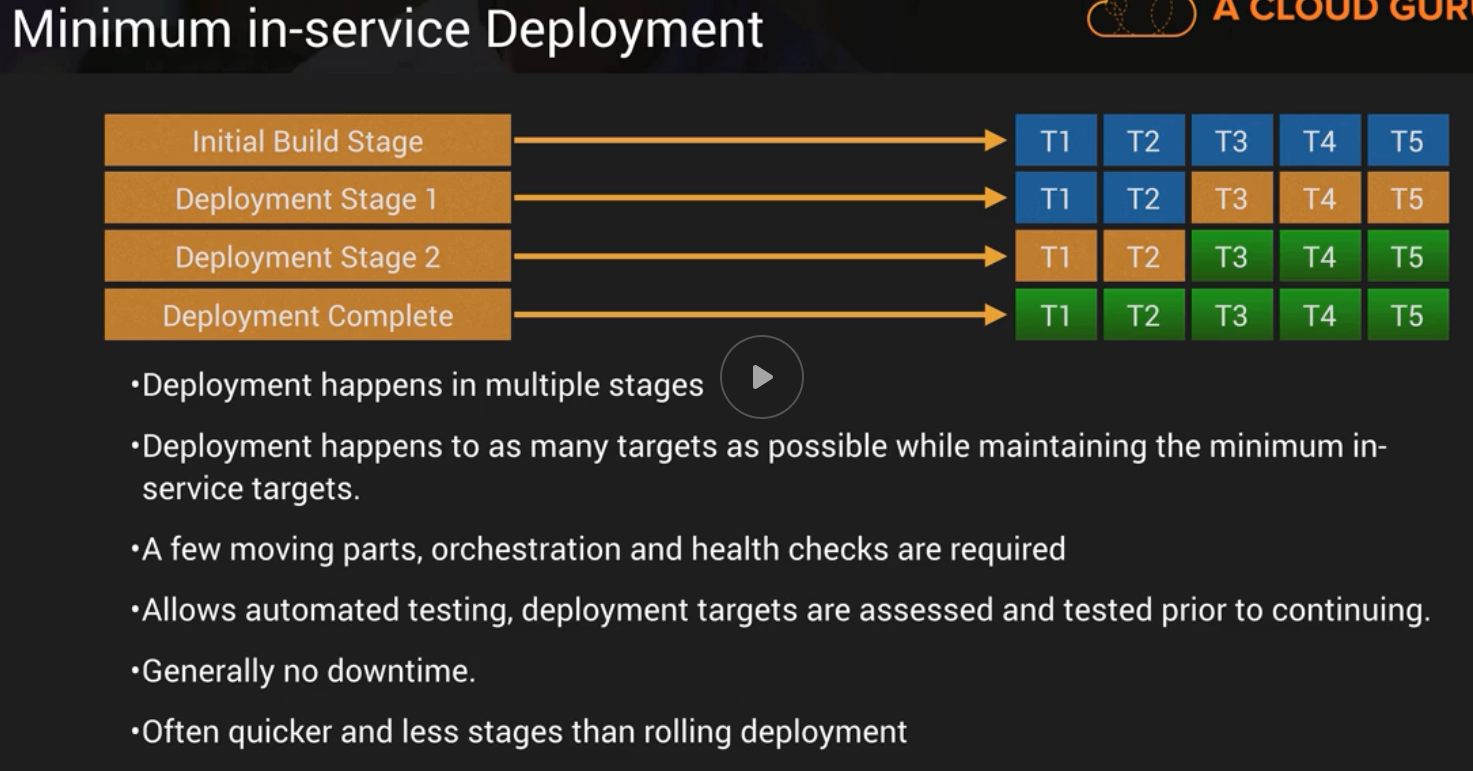 Minimum in-service Deployment
A CLOUD GURU
Initial Build Stage T1 T2 T3 T4 T5
Deployment Stage 1 T1 T2 T3 T4 T5
Deployment Stage 2 T1 T2 T3 T4 T5
Deployment Complete T1 T2 T3 T4 T5
•Deployment happens in multiple stages
•Deployment happens to as many targets as possible while maintaining the minimum in-
service targets.
•A few moving parts, orchestration and health checks are required
•Allows automated testing, deployment targets are assessed and tested prior to continuing.
•Generally no downtime.
•Often quicker and less stages than rolling deployment